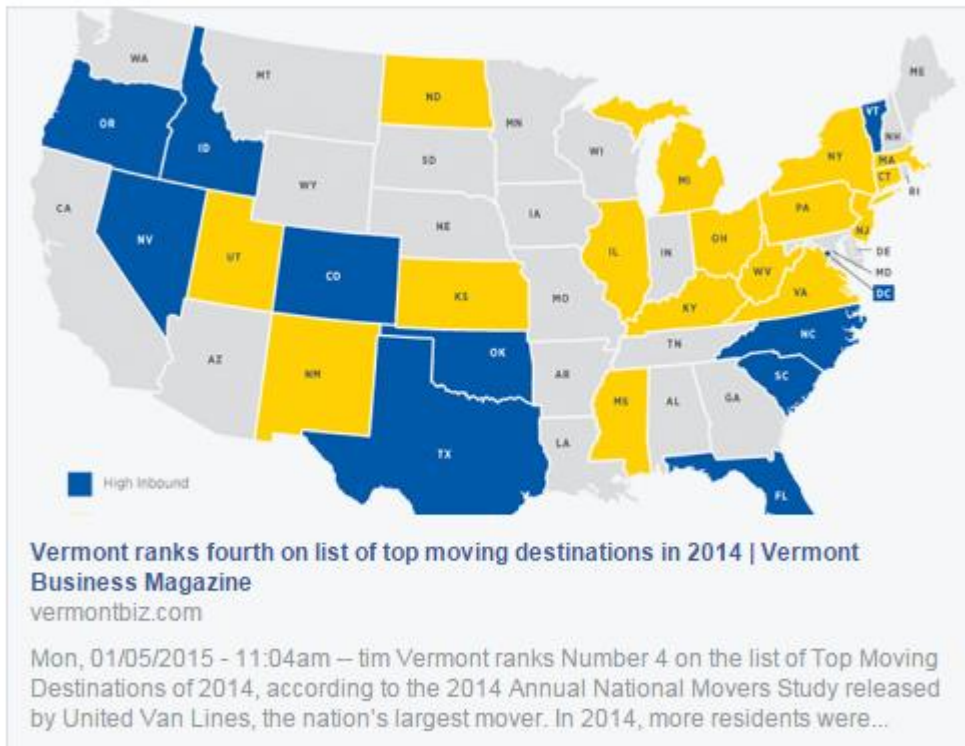 WA
MT
ND
MN
ME
VT
NH
OR
ID
SD
WI
NY
MA
CT
RI
WY
MI
CA
NE
IA
PA
NJ
NV
UT
CO
IL
IN
OH
DE
MD
DC
WV
VA
KS
MO
KY
AZ
NM
OK
AR
TN
NC
SC
MS
AL
GA
TX
LA
FL
High Inbound
Vermont ranks fourth on list of top moving destinations in 2014 | Vermont
Business Magazine
vermontbiz.com
Mon, 01/05/2015 - 11:04am -- tim Vermont ranks Number 4 on the list of Top Moving
Destinations of 2014, according to the 2014 Annual National Movers Study released
by United Van Lines, the nation's largest mover. In 2014, more residents were...